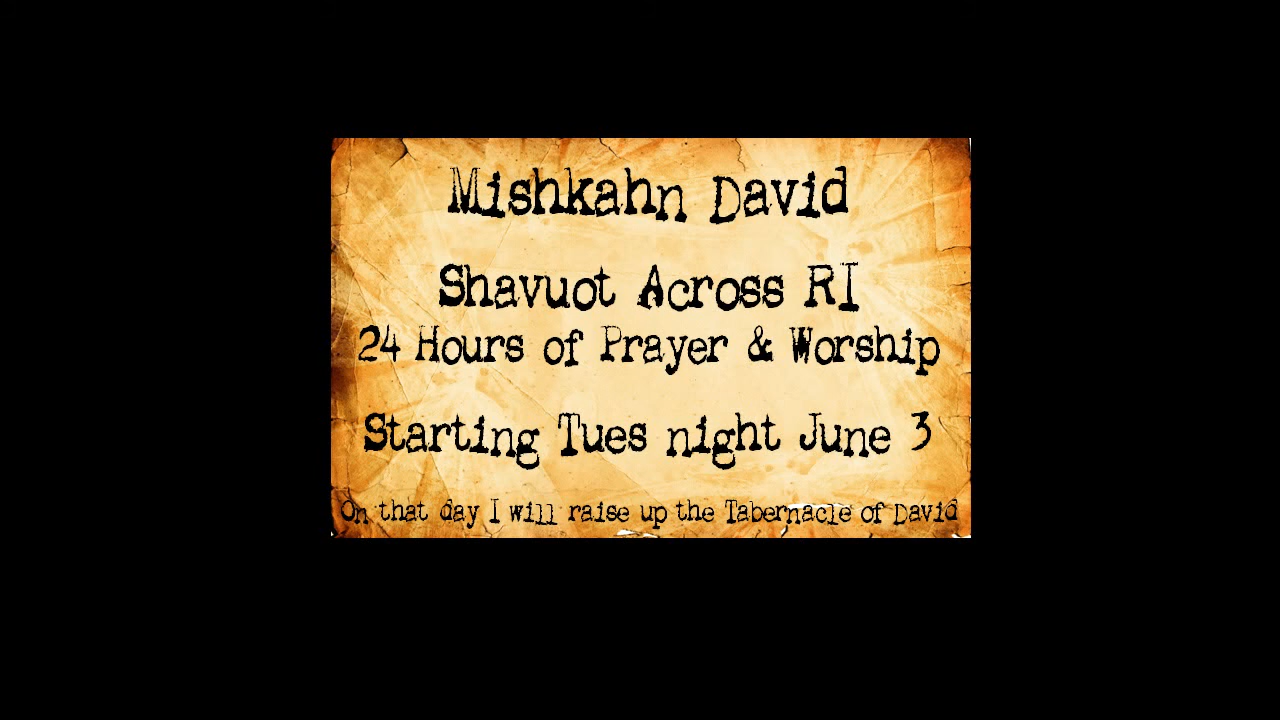 Mishkahn David
Shavuot Across RI
24 Hours of Prayer & Worship
Starting Tues night June 3
On that day I will raise up the Tabernacle of David